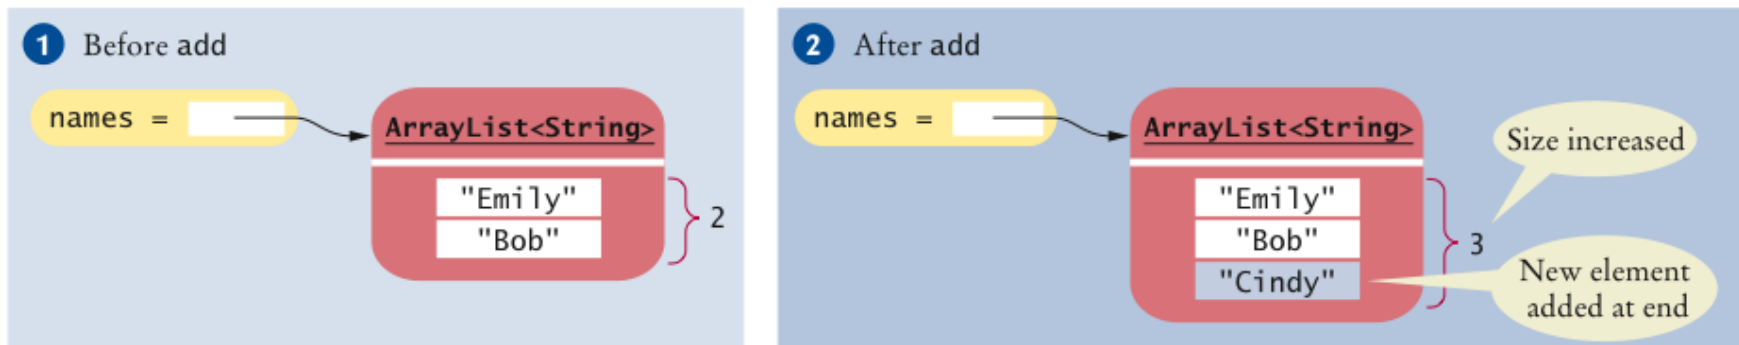 1 Before add
names =
ArrayList<String>
"Emily"
"Bob"
2
2 After add
names =
ArrayList<String>
"Emily"
"Bob"
"Cindy"
3
Size increased
New element
added at end